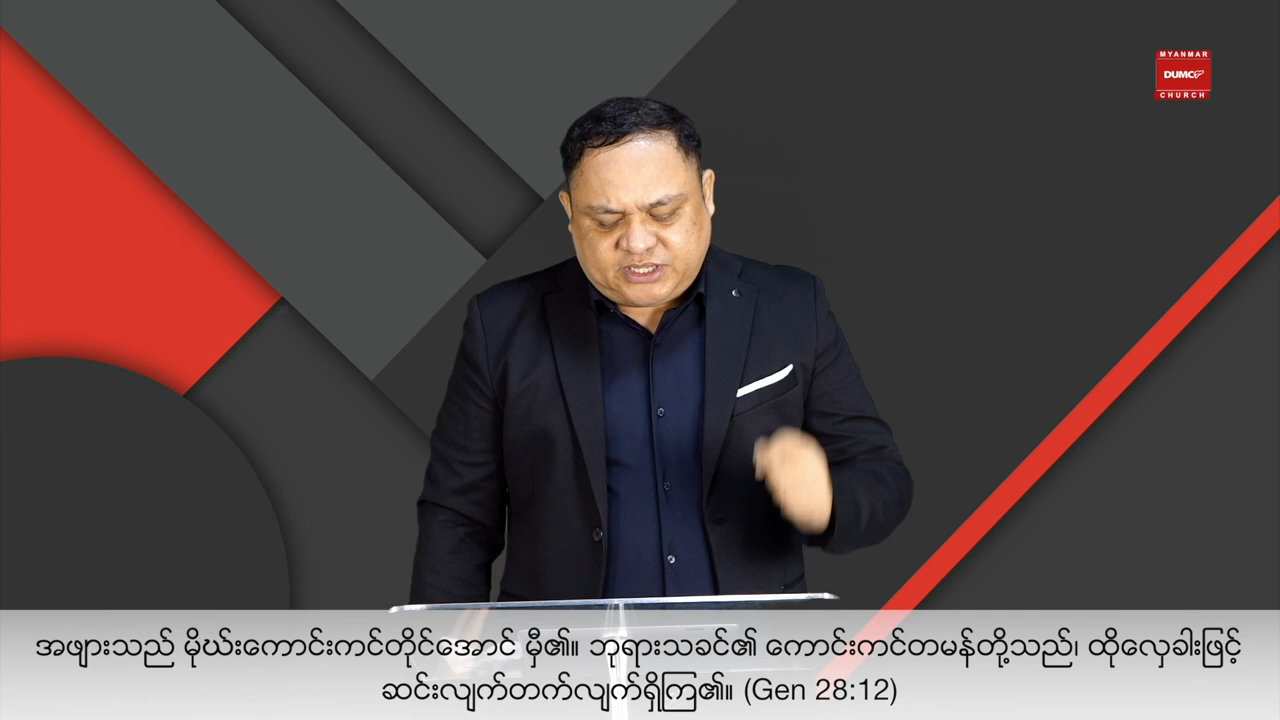 MYANMAR
DUMC
CHURCH
အဖျားသည် မိုဃ်းကောင်းကင်တိုင်အောင် မှီ၏။ ဘုရားသခင်၏ ကောင်းကင်တမန်တို့သည်၊ ထိုလှေခါးဖြင့်
ဆင်းလျက်တက်လျက်ရှိကြ၏။ (Gen 28:12)